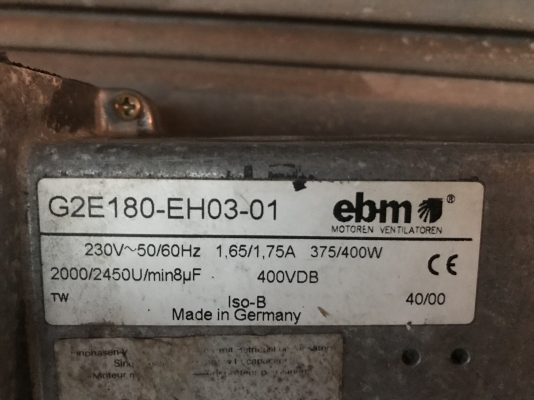 G2E180-EH03-01
ebm
®
MOTOREN VENTILATOREN
230V~50/60Hz 1,65/1,75A 375/400W
2000/2450U/min8µF 400VDB
CE
TW Iso-B 40/00
Made in Germany
mit